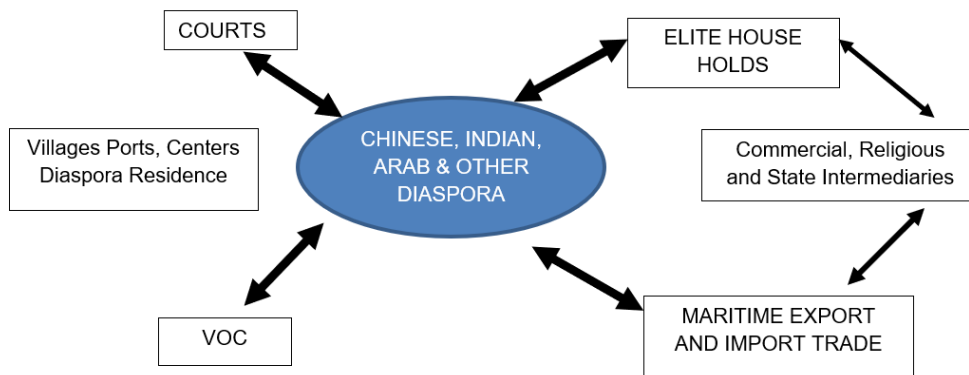 COURTS
ELITE HOUSE
HOLDS
Villages Ports, Centers
Diaspora Residence
CHINESE, INDIAN,
ARAB & OTHER
DIASPORA
Commercial, Religious
and State Intermediaries
VOC
MARITIME EXPORT
AND IMPORT TRADE